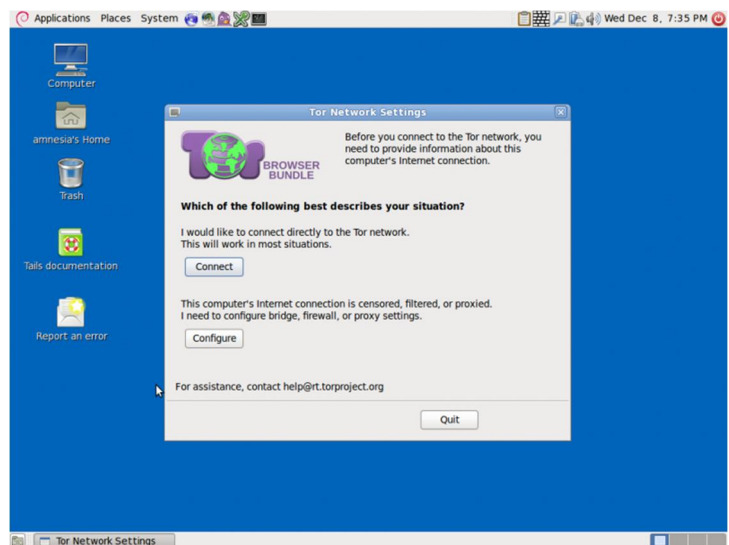 Applications Places System
Wed Dec 8, 7:35 PM
Computer
amnesia's Home
Trash
Tails documentation
Report an error
Tor Network Settings
Tor
BROWSER
BUNDLE
Before you connect to the Tor network, you
need to provide information about this
computer's Internet connection.
Which of the following best describes your situation?
I would like to connect directly to the Tor network.
This will work in most situations.
Connect
This computer's Internet connection is censored, filtered, or proxied.
I need to configure bridge, firewall, or proxy settings.
Configure
For assistance, contact help@rt.torproject.org
Quit
Tor Network Settings